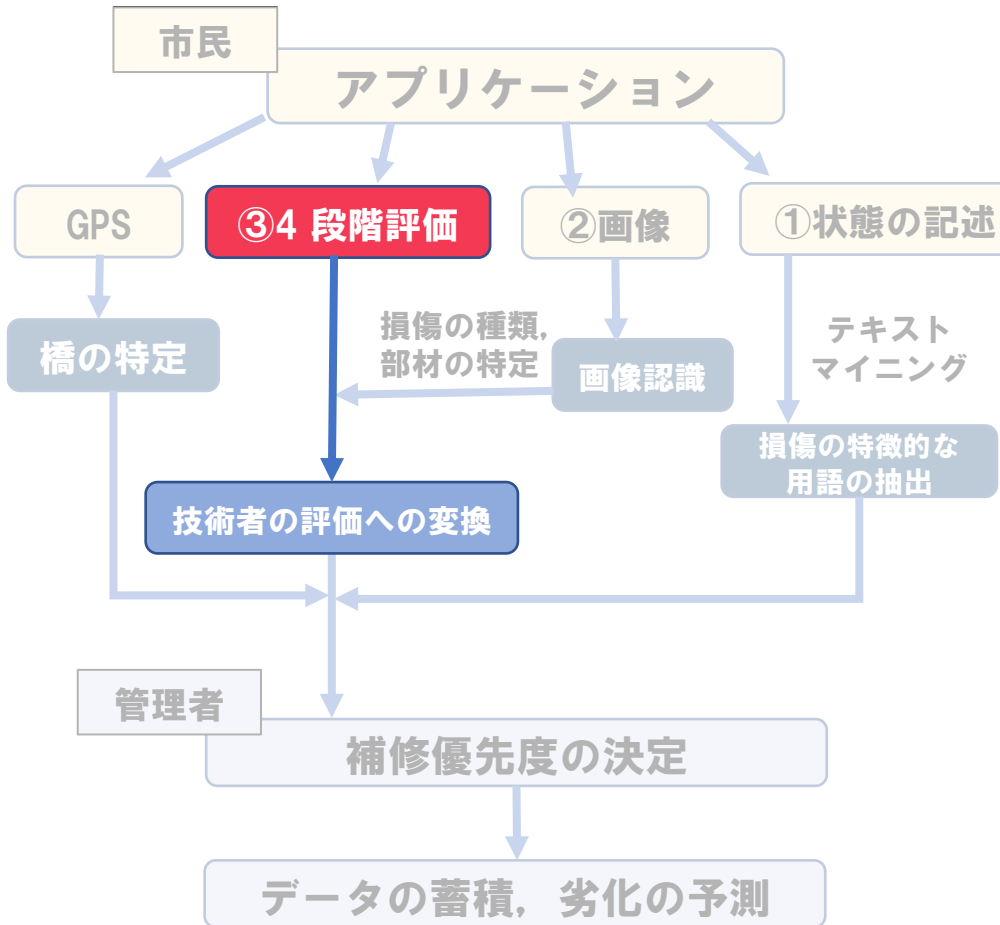 市民
アプリケーション
GPS
③4 段階評価
②画像
①状態の記述
橋の特定
損傷の種類,
部材の特定
画像認識
テキスト
マイニング
損傷の特徴的な
用語の抽出
技術者の評価への変換
管理者
補修優先度の決定
データの蓄積, 劣化の予測